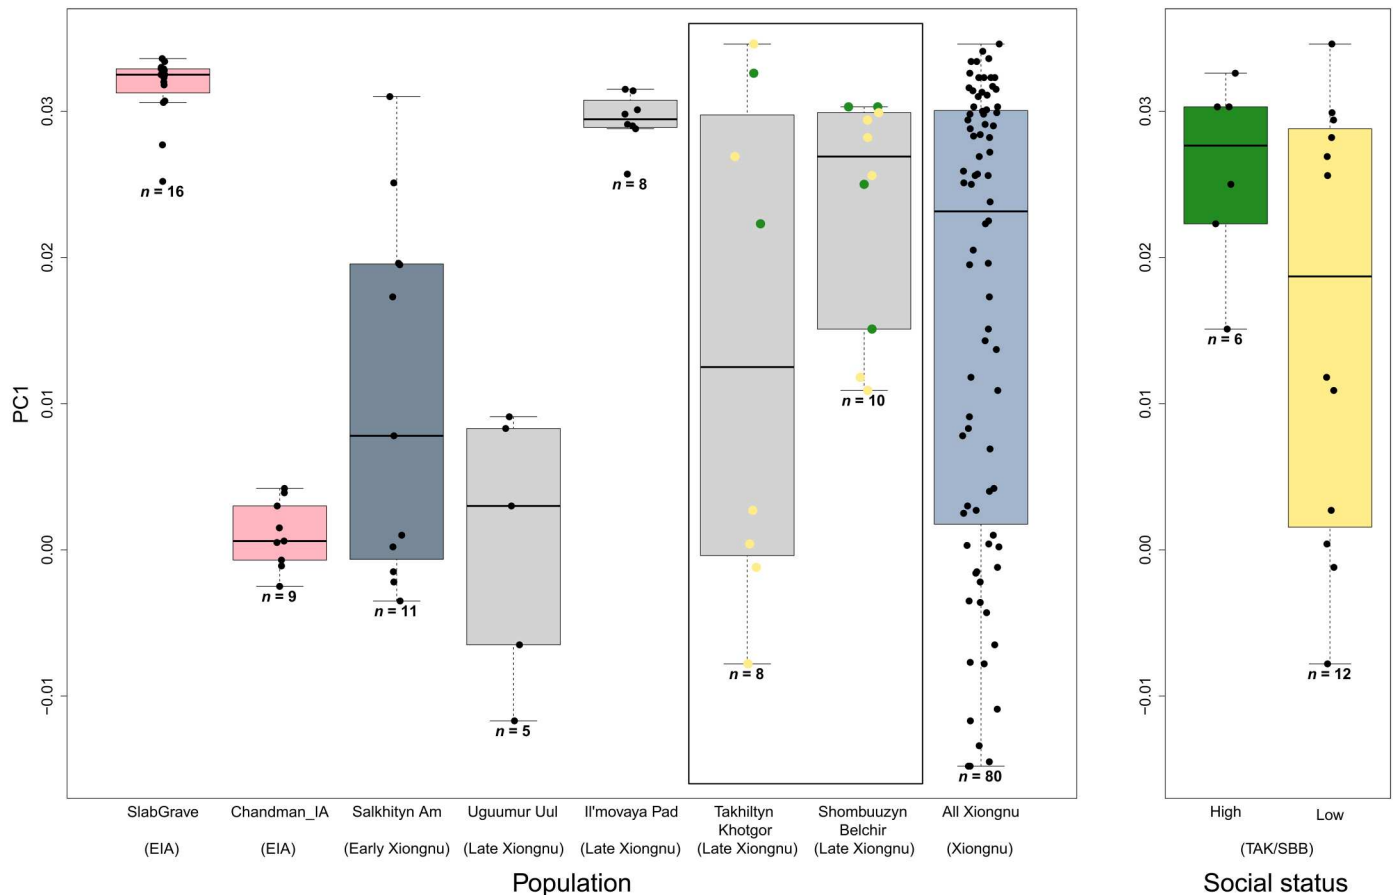 PC1
0.03
0.02
0.01
0.00
−0.01
n = 16
n = 9
n = 11
n = 5
n = 8
n = 8
n = 10
n = 80
SlabGrave
(EIA)
Chandman_IA
(EIA)
Salkhityn Am
(Early Xiongnu)
Uguumur Uul
(Late Xiongnu)
Il'movaya Pad
(Late Xiongnu)
Takhiltyn
Khotgor
(Late Xiongnu)
Shombuuzyn
Belchir
(Late Xiongnu)
All Xiongnu
(Xiongnu)
Population
0.03
0.02
0.01
0.00
−0.01
n = 6
n = 12
High
Low
(TAK/SBB)
Social status